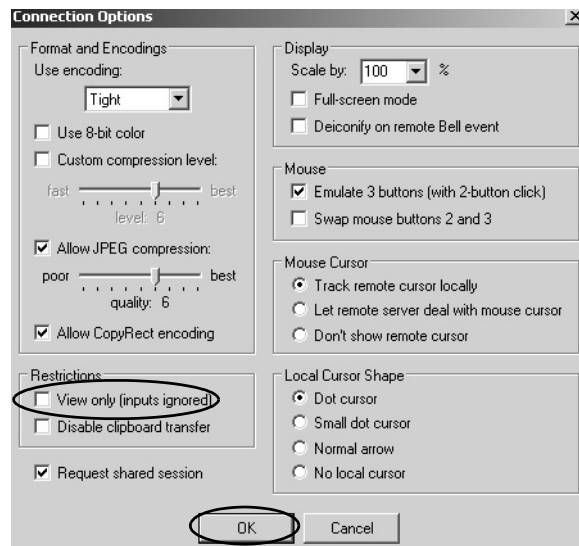 Connection Options
Format and Encodings
Use encoding:
Tight
Use 8-bit color
Custom compression level:
fast best
level: 6
Allow JPEG compression:
poor best
quality: 6
Allow CopyRect encoding
Restrictions
View only (inputs ignored)
Disable clipboard transfer
Request shared session
Display
Scale by: 100 %
Full-screen mode
Deiconify on remote Bell event
Mouse
Emulate 3 buttons (with 2-button click)
Swap mouse buttons 2 and 3
Mouse Cursor
Track remote cursor locally
Let remote server deal with mouse cursor
Don't show remote cursor
Local Cursor Shape
Dot cursor
Small dot cursor
Normal arrow
No local cursor
OK Cancel